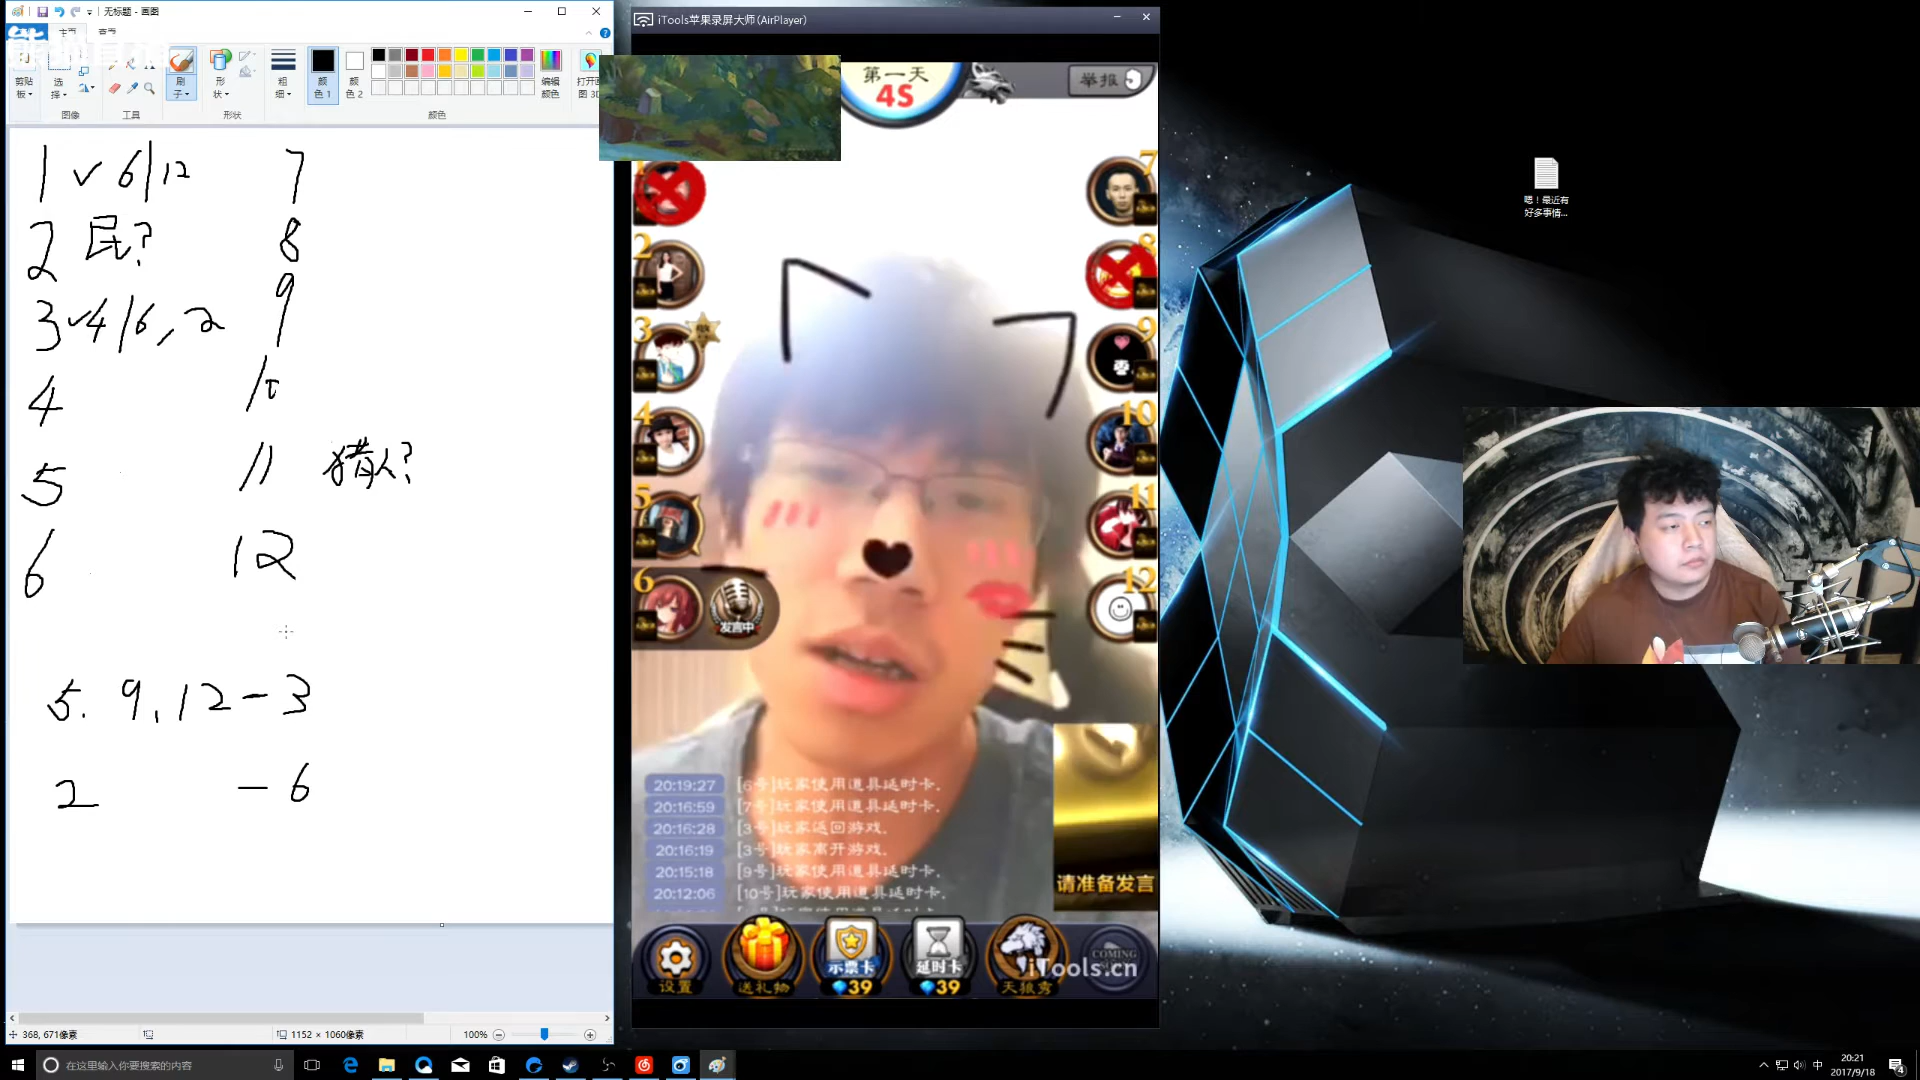 无标题 - 画图
主页
查看
剪贴板
选择
图像
工具
刷子
形状
形状
粗细
颜色 1
颜色 2
颜色
编辑颜色
打开画图 3D
1 ✓ 6/12
7
2 民?
8
3 ✓4/6,2
9
4
10
5
11 猎人?
6
12
5. 9, 12 - 3
2 - 6
368, 671像素
1152 × 1060像素
100%
iTools苹果录屏大师(AirPlayer)
第一天
4S
举报
1
7
2
8
3
9
4
10
5
11
6
发言中
12
20:19:27 [6号]玩家使用道具延时卡.
20:16:59 [7号]玩家使用道具延时卡.
20:16:28 [3号]玩家返回游戏.
20:16:19 [3号]玩家离开游戏.
20:15:18 [9号]玩家使用道具延时卡.
20:12:06 [10号]玩家使用道具延时卡.
请准备发言
设置
送礼物
示票卡
39
延时卡
39
天狼秀
COMING
iTools.cn
嗯！最近有
好多事情...
在这里输入你要搜索的内容
中
20:21
2017/9/18